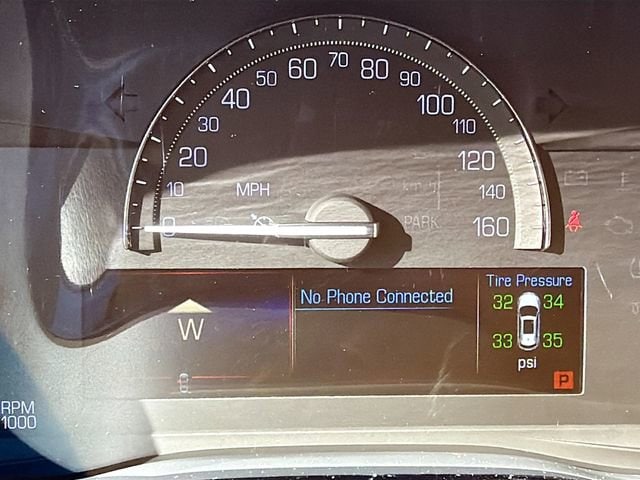 70
60 80
50 90
40 100
30 110
20 120
10 MPH 140
0 PARK 160
Tire Pressure
No Phone Connected
32 34
W
33 35
psi
P
RPM
1000